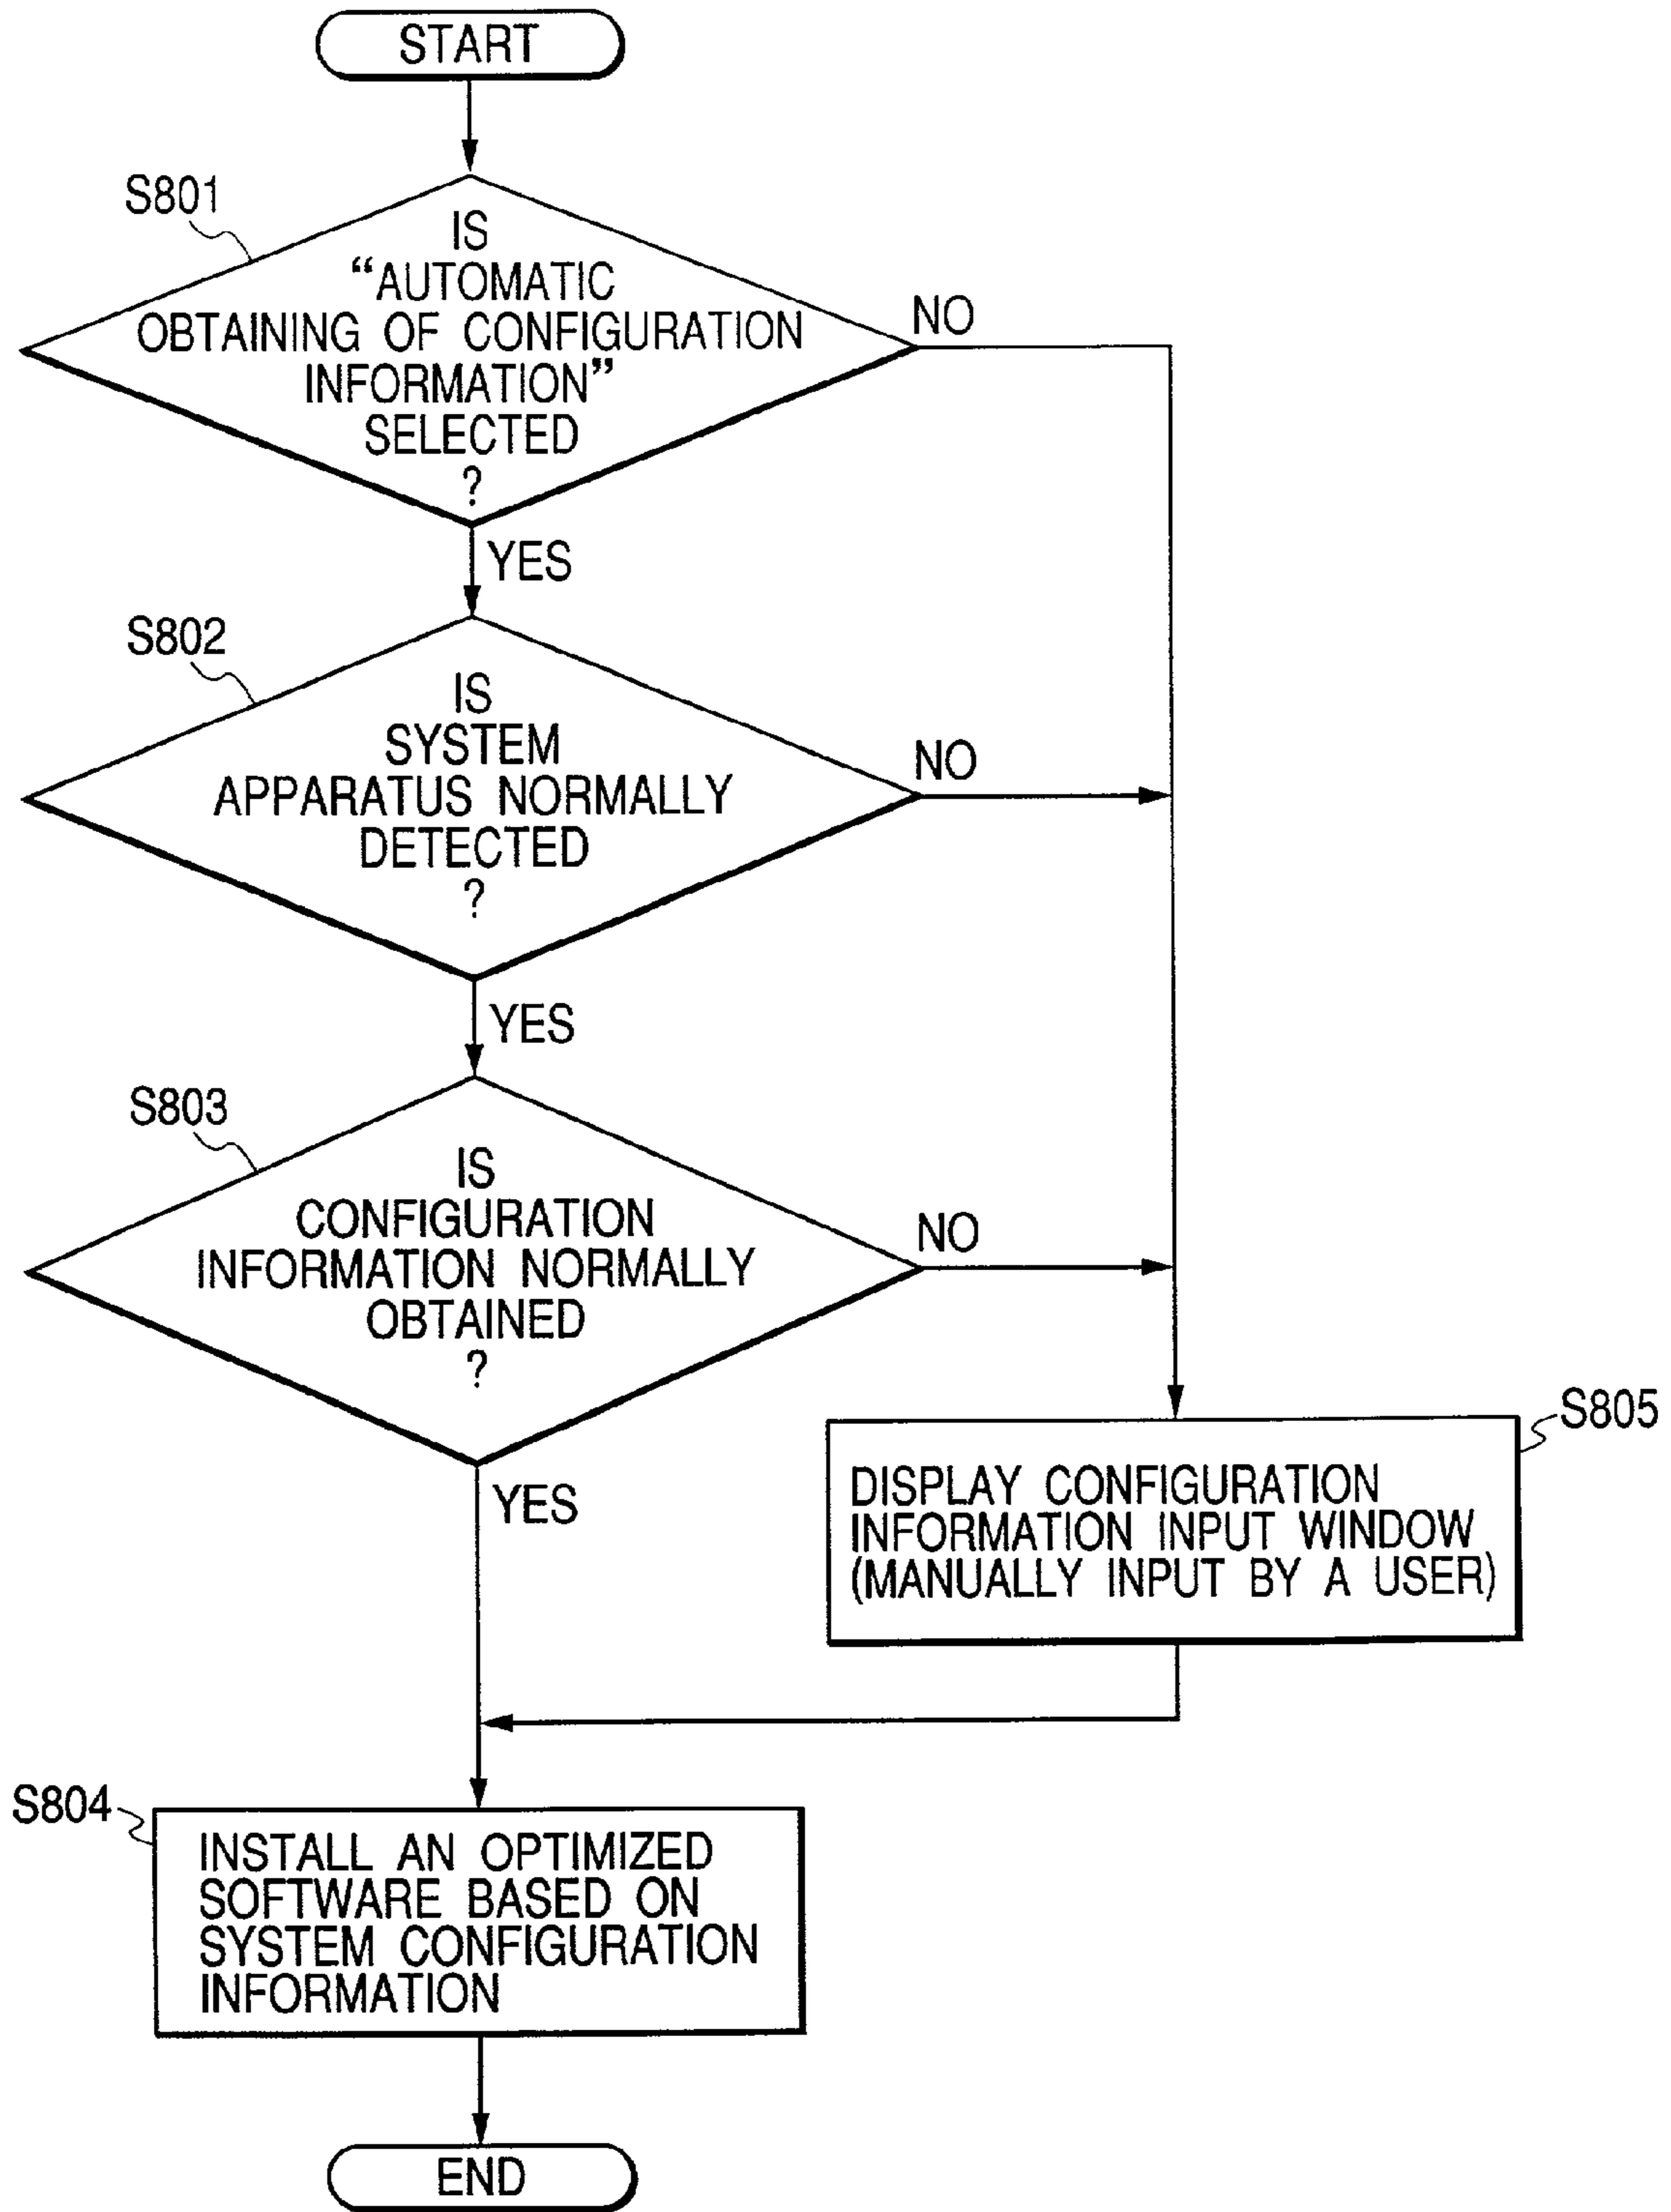 START
S801
IS
“AUTOMATIC
OBTAINING OF CONFIGURATION
INFORMATION”
SELECTED
?
NO
YES
S802
IS
SYSTEM
APPARATUS NORMALLY
DETECTED
?
NO
YES
S803
IS
CONFIGURATION
INFORMATION NORMALLY
OBTAINED
?
NO
YES
S805
DISPLAY CONFIGURATION
INFORMATION INPUT WINDOW
(MANUALLY INPUT BY A USER)
S804
INSTALL AN OPTIMIZED
SOFTWARE BASED ON
SYSTEM CONFIGURATION
INFORMATION
END